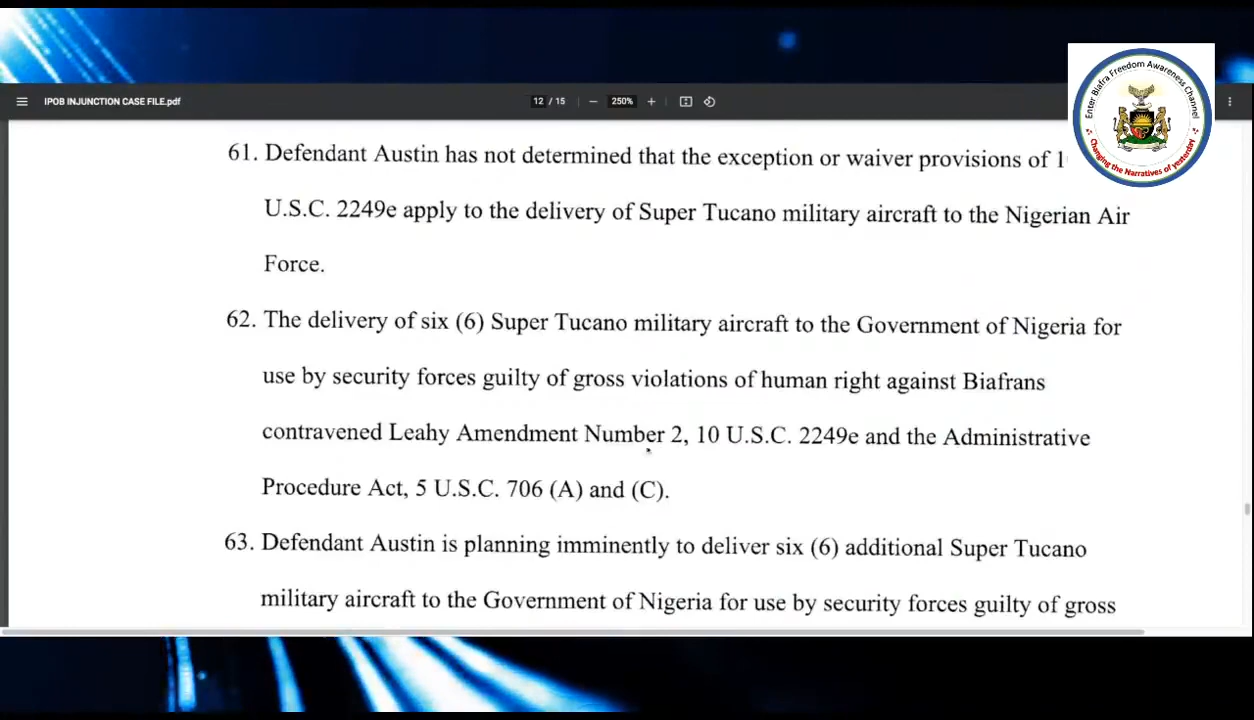 IPOB INJUNCTION CASE FILE.pdf
12 / 15
250%
Enter Biafra Freedom Awareness Channel
Changing the Narratives of yesterday
61. Defendant Austin has not determined that the exception or waiver provisions of 1
U.S.C. 2249e apply to the delivery of Super Tucano military aircraft to the Nigerian Air
Force.
62. The delivery of six (6) Super Tucano military aircraft to the Government of Nigeria for
use by security forces guilty of gross violations of human right against Biafrans
contravened Leahy Amendment Number 2, 10 U.S.C. 2249e and the Administrative
Procedure Act, 5 U.S.C. 706 (A) and (C).
63. Defendant Austin is planning imminently to deliver six (6) additional Super Tucano
military aircraft to the Government of Nigeria for use by security forces guilty of gross